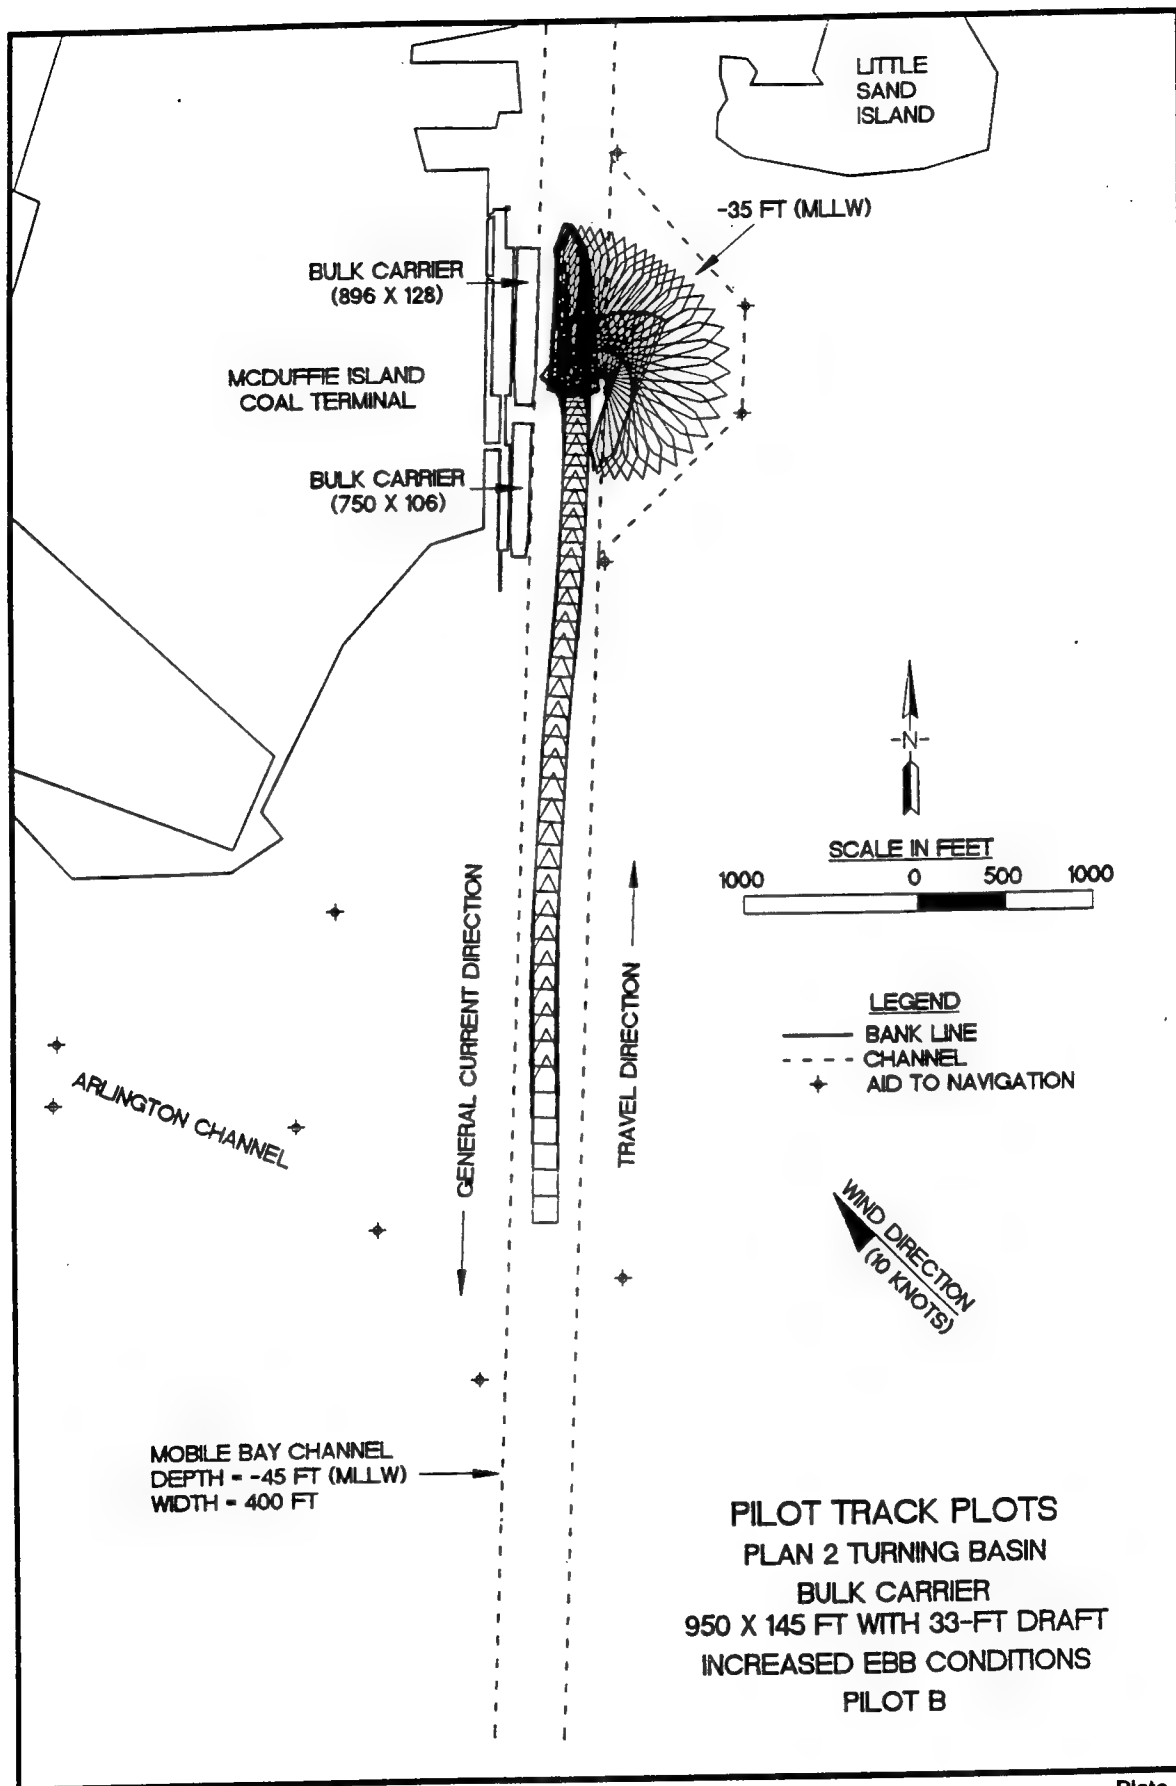 LITTLE
SAND
ISLAND
-35 FT (MLLW)
BULK CARRIER
(896 X 128)
MCDUFFIE ISLAND
COAL TERMINAL
BULK CARRIER
(750 X 106)
-N-
SCALE IN FEET
1000 0 500 1000
GENERAL CURRENT DIRECTION
TRAVEL DIRECTION
LEGEND
BANK LINE
CHANNEL
AID TO NAVIGATION
ARLINGTON CHANNEL
WIND DIRECTION
(10 KNOTS)
MOBILE BAY CHANNEL
DEPTH = -45 FT (MLLW)
WIDTH = 400 FT
PILOT TRACK PLOTS
PLAN 2 TURNING BASIN
BULK CARRIER
950 X 145 FT WITH 33-FT DRAFT
INCREASED EBB CONDITIONS
PILOT B